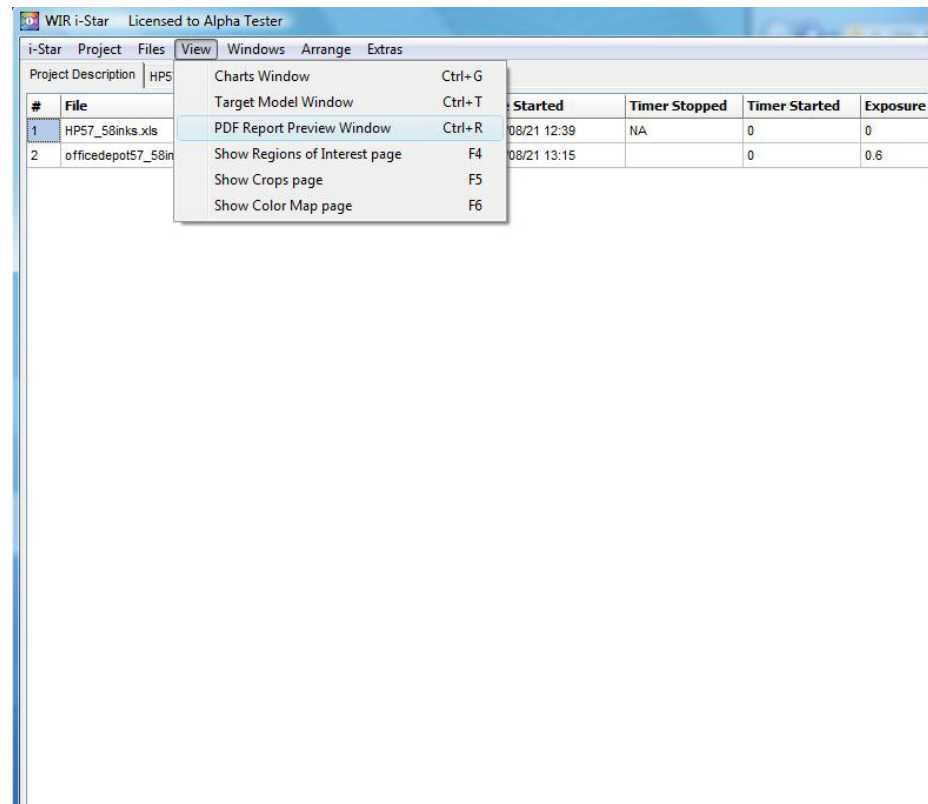 WIR i-Star Licensed to Alpha Tester
i-Star Project Files View Windows Arrange Extras
Project Description HP5
Charts Window Ctrl+G
Target Model Window Ctrl+T
PDF Report Preview Window Ctrl+R
Show Regions of Interest page F4
Show Crops page F5
Show Color Map page F6
# File Started Timer Stopped Timer Started Exposure
1 HP57_58inks.xls 08/21 12:39 NA 0 0
2 officedepot57_58in 08/21 13:15 0 0.6